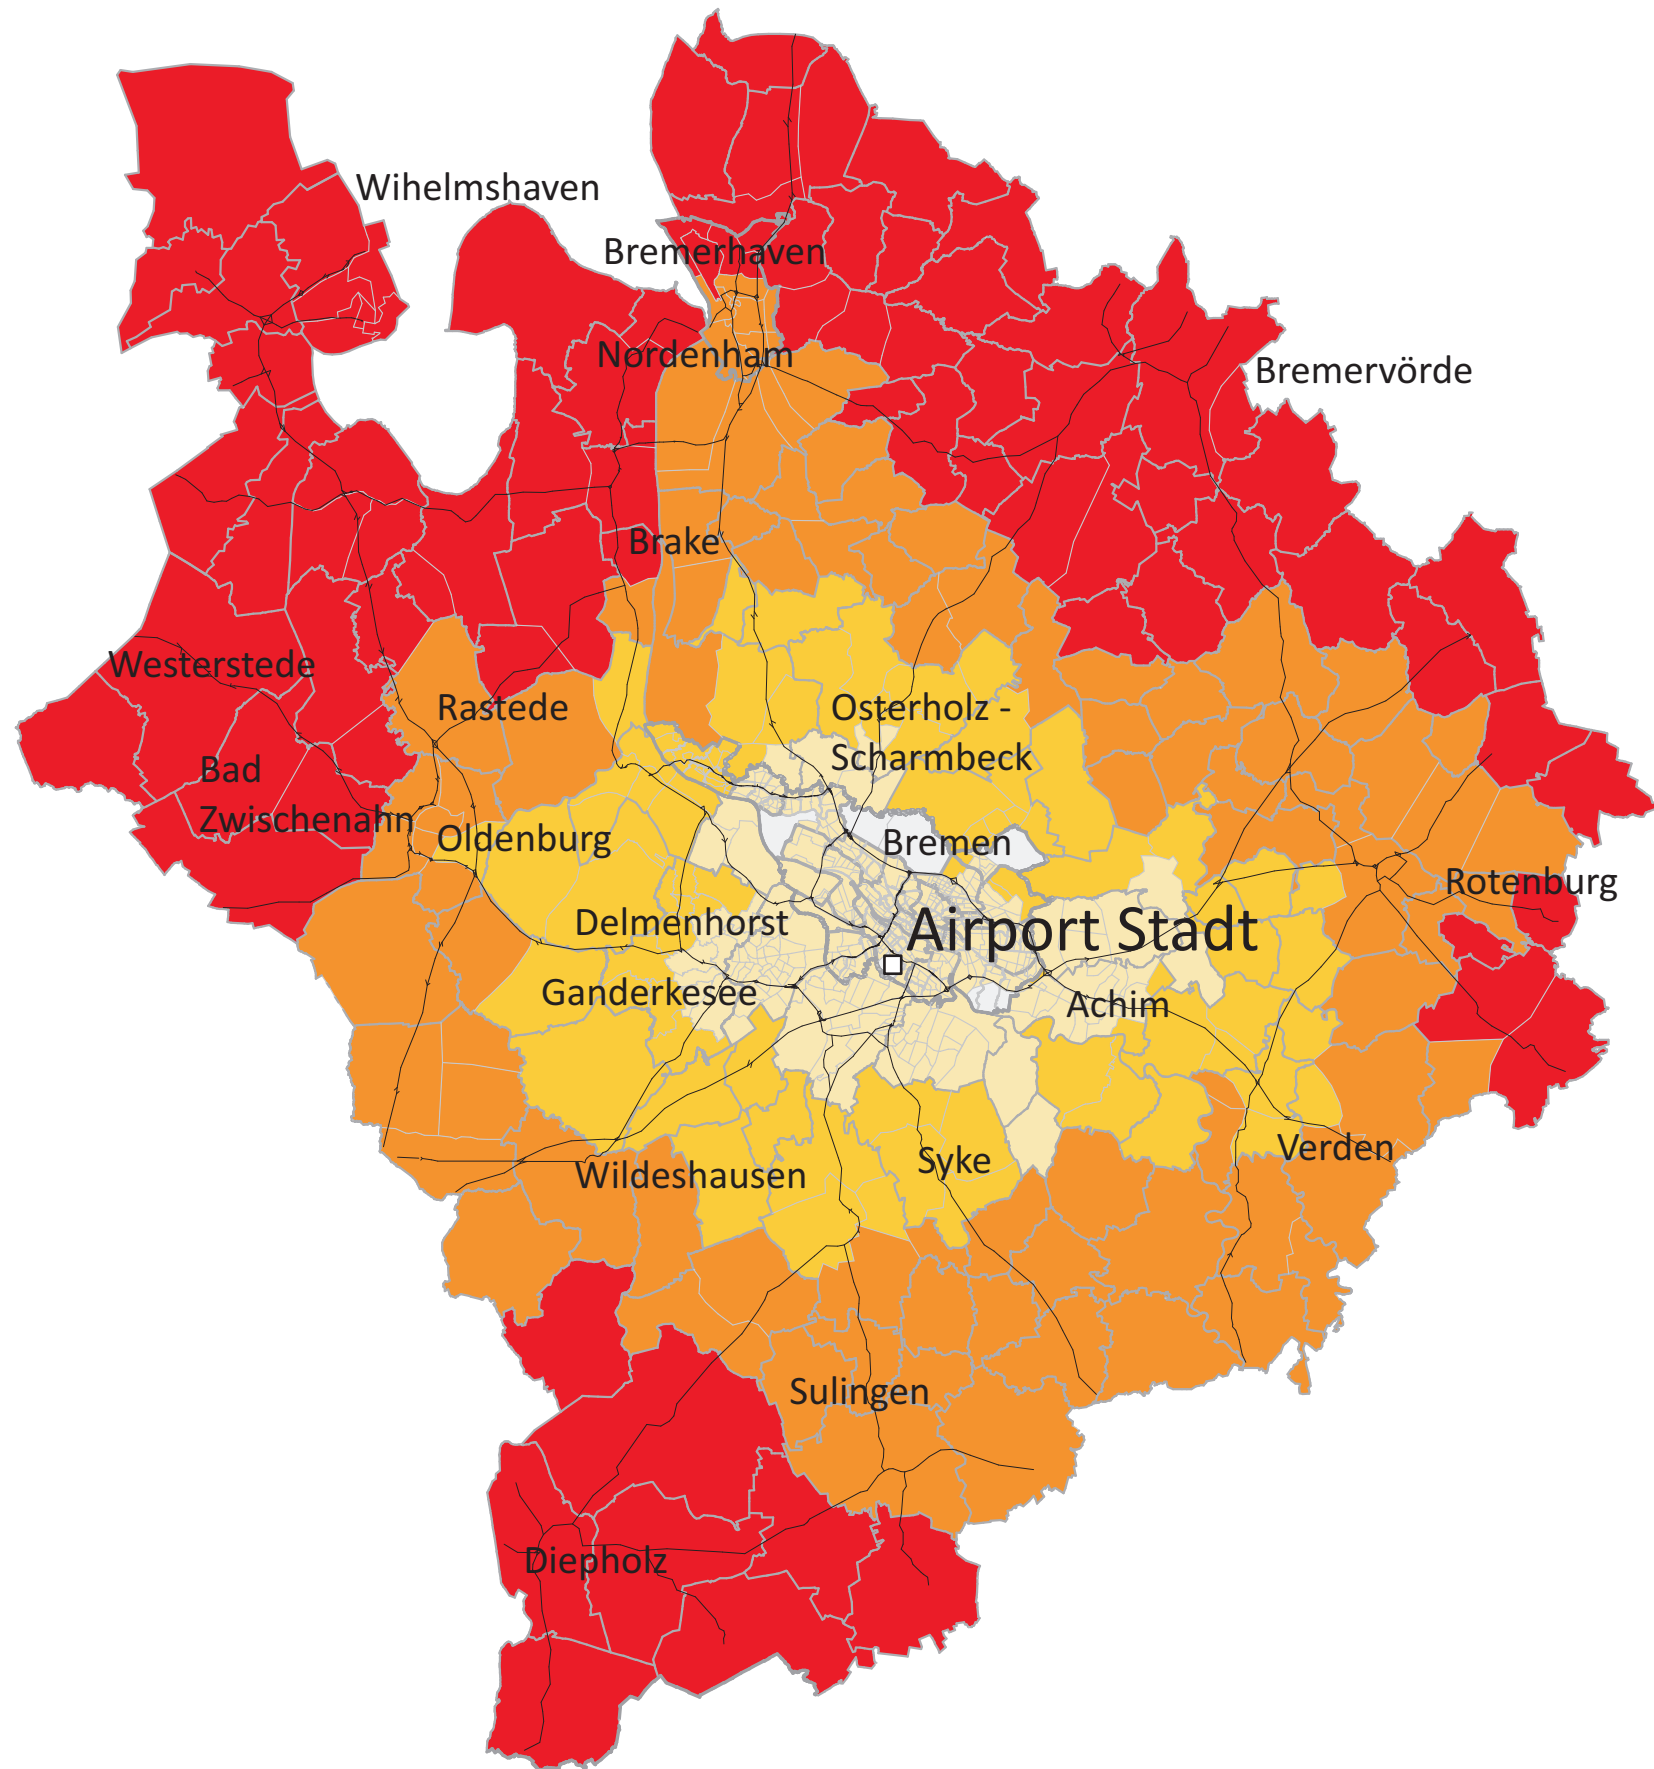 Wihelmshaven
Bremerhaven
Nordenham
Bremervörde
Brake
Westerstede
Rastede
Osterholz -
Scharmbeck
Bad
Zwischenahn
Oldenburg
Bremen
Rotenburg
Delmenhorst
Airport Stadt
Ganderkesee
Achim
Verden
Wildeshausen
Syke
Sulingen
Diepholz